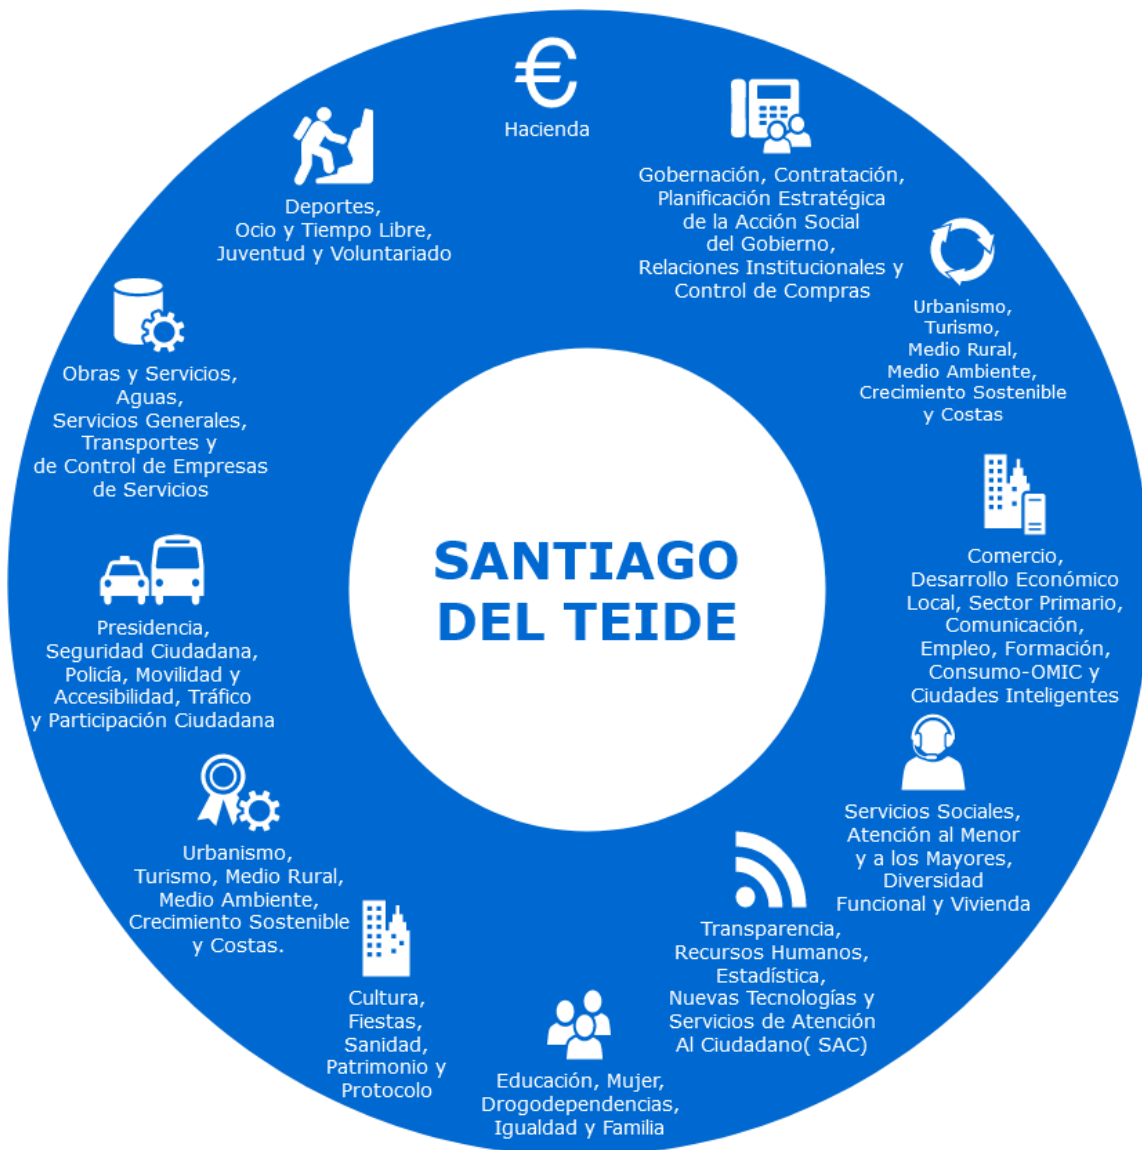 Hacienda
Gobernación, Contratación,
Planificación Estratégica
de la Acción Social
del Gobierno,
Relaciones Institucionales y
Control de Compras
Urbanismo,
Turismo,
Medio Rural,
Medio Ambiente,
Crecimiento Sostenible
y Costas
Comercio,
Desarrollo Económico
Local, Sector Primario,
Comunicación,
Empleo, Formación,
Consumo-OMIC y
Ciudades Inteligentes
Servicios Sociales,
Atención al Menor
y a los Mayores,
Diversidad
Funcional y Vivienda
Transparencia,
Recursos Humanos,
Estadística,
Nuevas Tecnologías y
Servicios de Atención
Al Ciudadano( SAC)
Educación, Mujer,
Drogodependencias,
Igualdad y Familia
Cultura,
Fiestas,
Sanidad,
Patrimonio y
Protocolo
Urbanismo,
Turismo, Medio Rural,
Medio Ambiente,
Crecimiento Sostenible
y Costas.
Presidencia,
Seguridad Ciudadana,
Policía, Movilidad y
Accesibilidad, Tráfico
y Participación Ciudadana
Obras y Servicios,
Aguas,
Servicios Generales,
Transportes y
de Control de Empresas
de Servicios
Deportes,
Ocio y Tiempo Libre,
Juventud y Voluntariado
SANTIAGO
DEL TEIDE